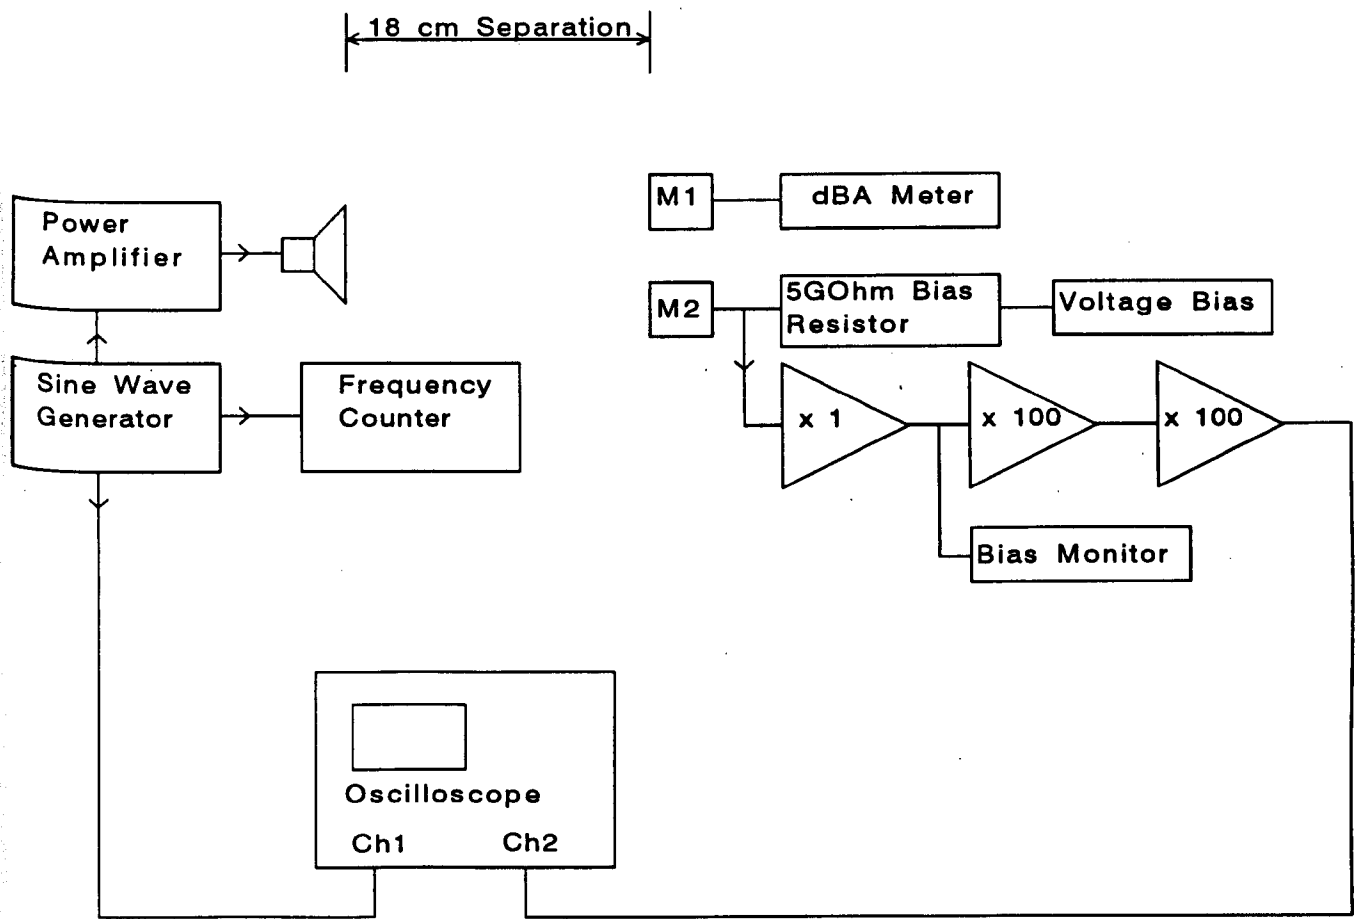 18 cm Separation
Power
Amplifier
M1
dBA Meter
M2
5GOhm Bias
Resistor
Voltage Bias
Sine Wave
Generator
Frequency
Counter
x 1
x 100
x 100
Bias Monitor
Oscilloscope
Ch1
Ch2